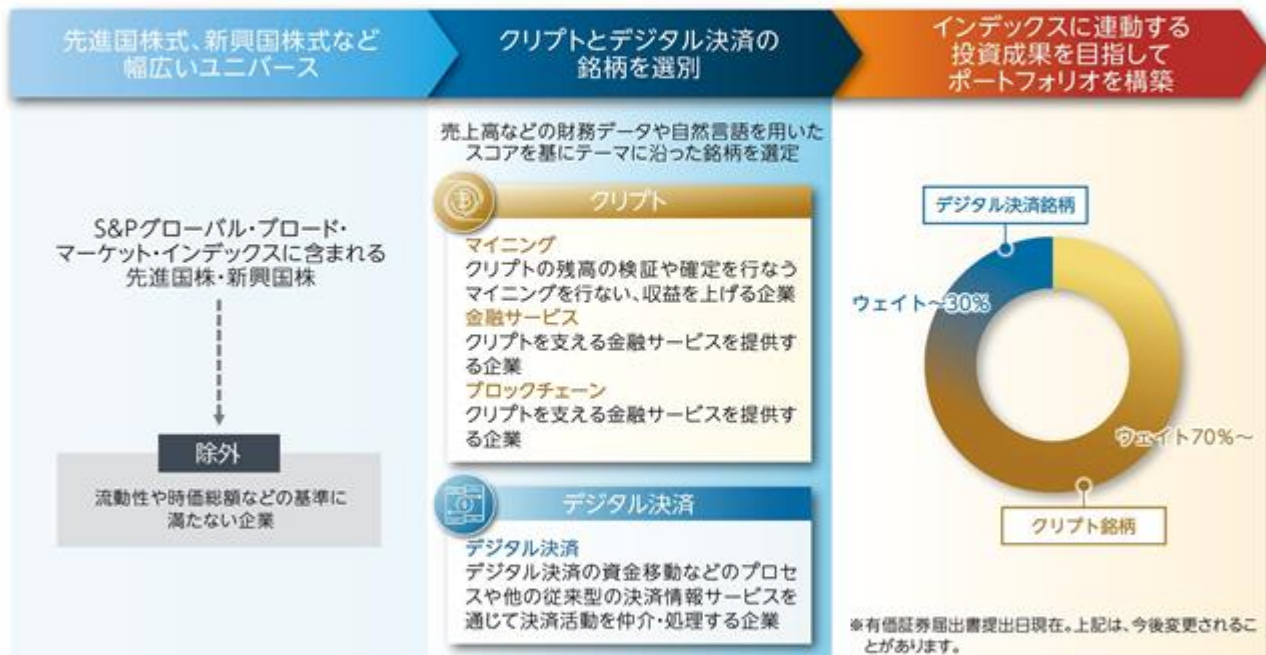 先進国株式、新興国株式など
幅広いユニバース
クリプトとデジタル決済の
銘柄を選別
インデックスに連動する
投資成果を目指して
ポートフォリオを構築
S&Pグローバル・ブロード・
マーケット・インデックスに含まれる
先進国株・新興国株
除外
流動性や時価総額などの基準に
満たない企業
売上高などの財務データや自然言語を用いた
スコアを基にテーマに沿った銘柄を選定
クリプト
マイニング
クリプトの残高の検証や確定を行なう
マイニングを行ない、収益を上げる企業
金融サービス
クリプトを支える金融サービスを提供す
る企業
ブロックチェーン
クリプトを支える金融サービスを提供す
る企業
デジタル決済
デジタル決済
デジタル決済の資金移動などのプロセ
スや他の従来型の決済情報サービスを
通じて決済活動を仲介・処理する企業
デジタル決済銘柄
ウェイト～30%
ウェイト70%～
クリプト銘柄
※有価証券届出書提出日現在。上記は、今後変更されるこ
とがあります。